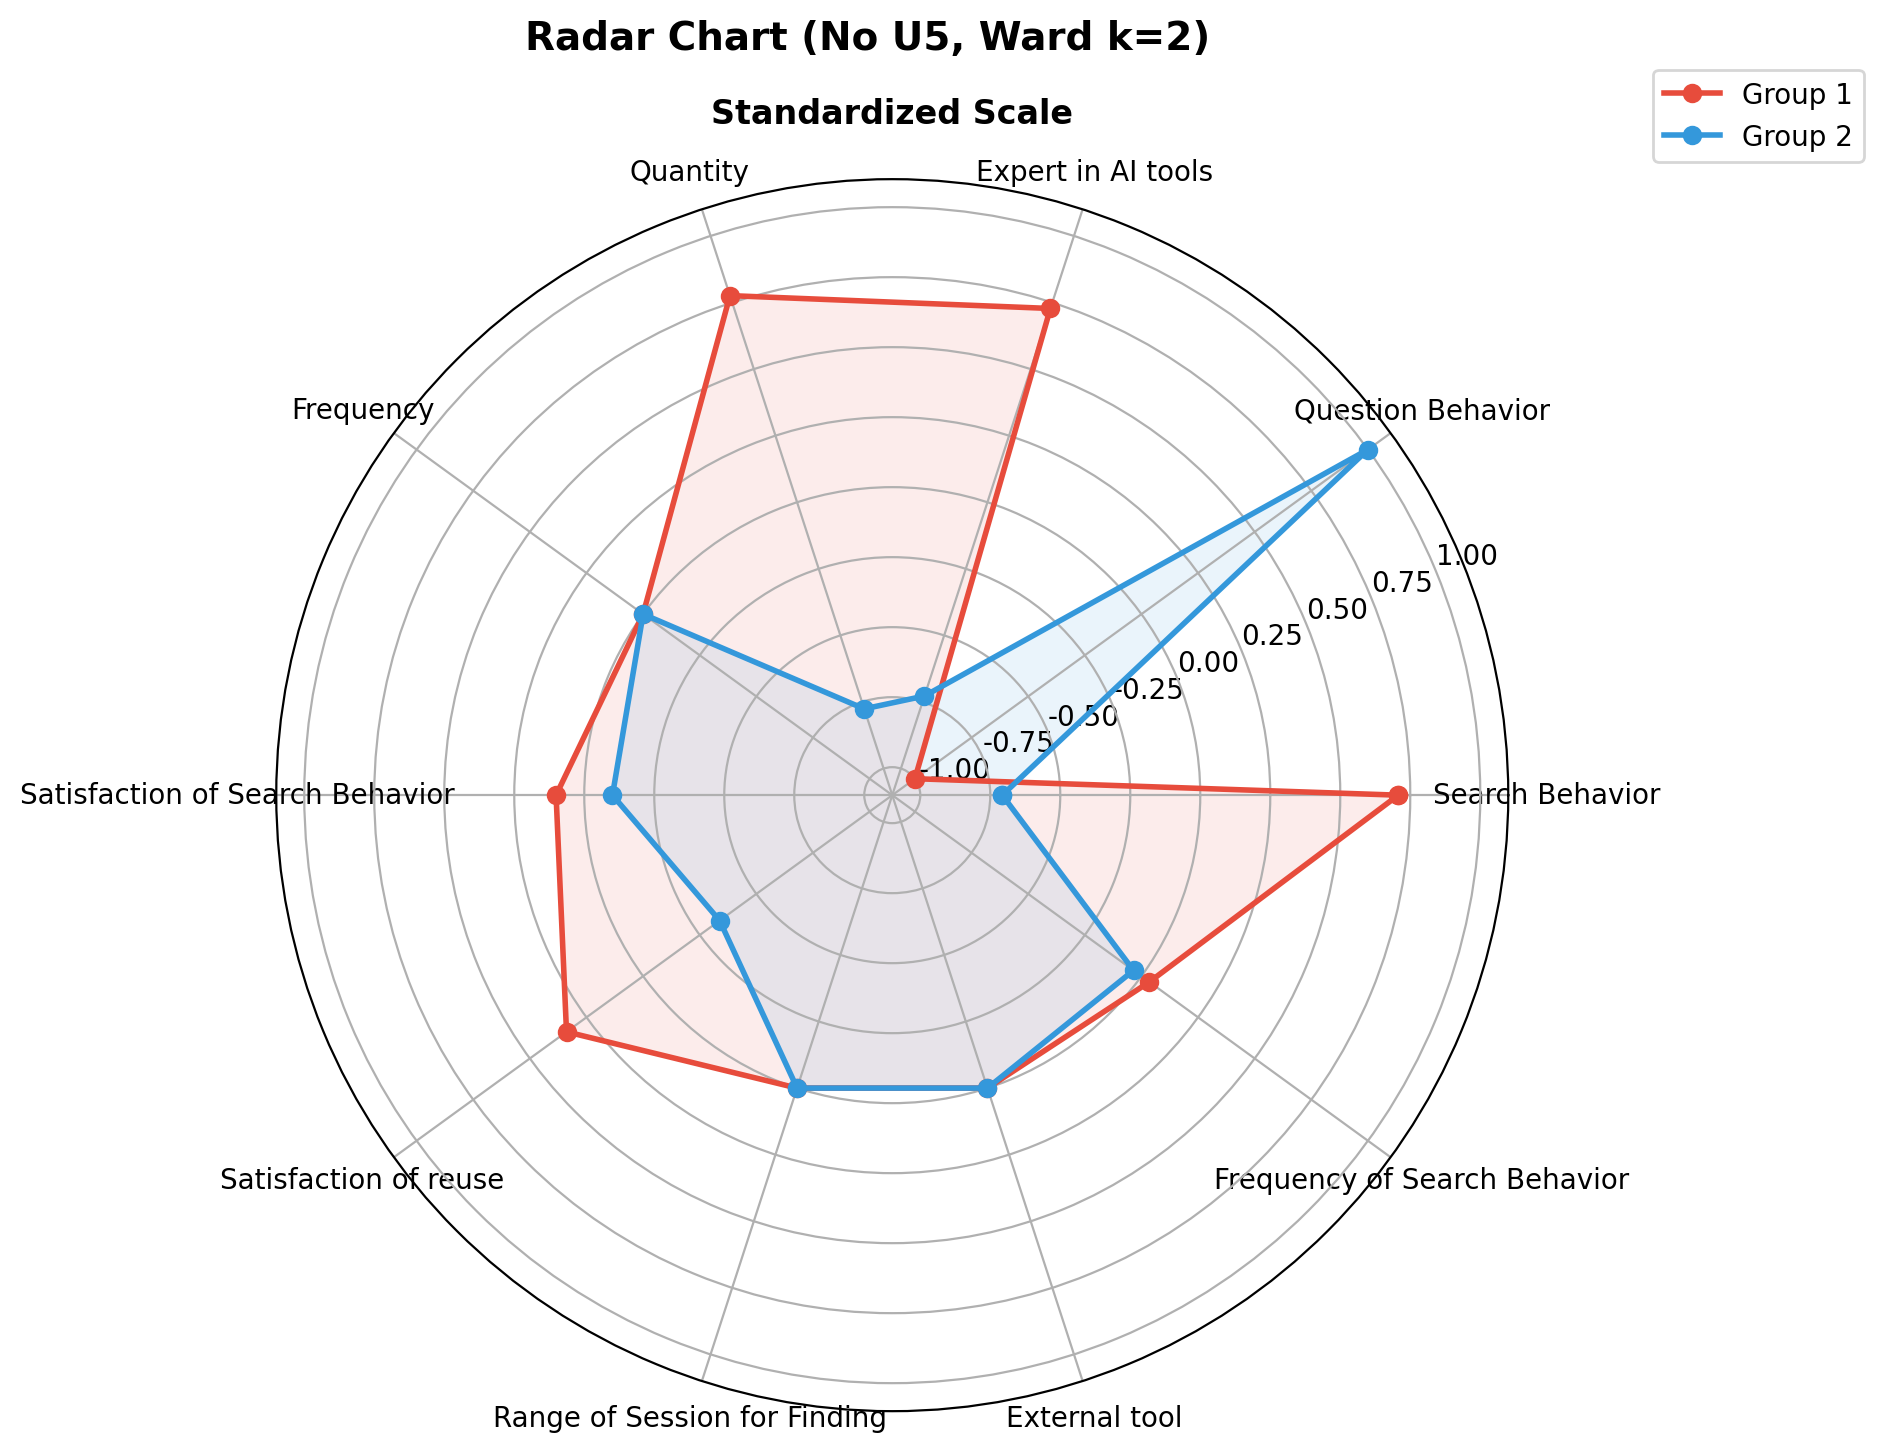 Radar Chart (No U5, Ward k=2)
Standardized Scale
Group 1
Group 2
Quantity
Expert in AI tools
Frequency
Question Behavior
1.00
0.75
0.50
0.25
0.00
-0.25
-0.50
-0.75
-1.00
Satisfaction of Search Behavior
Search Behavior
Satisfaction of reuse
Frequency of Search Behavior
Range of Session for Finding
External tool